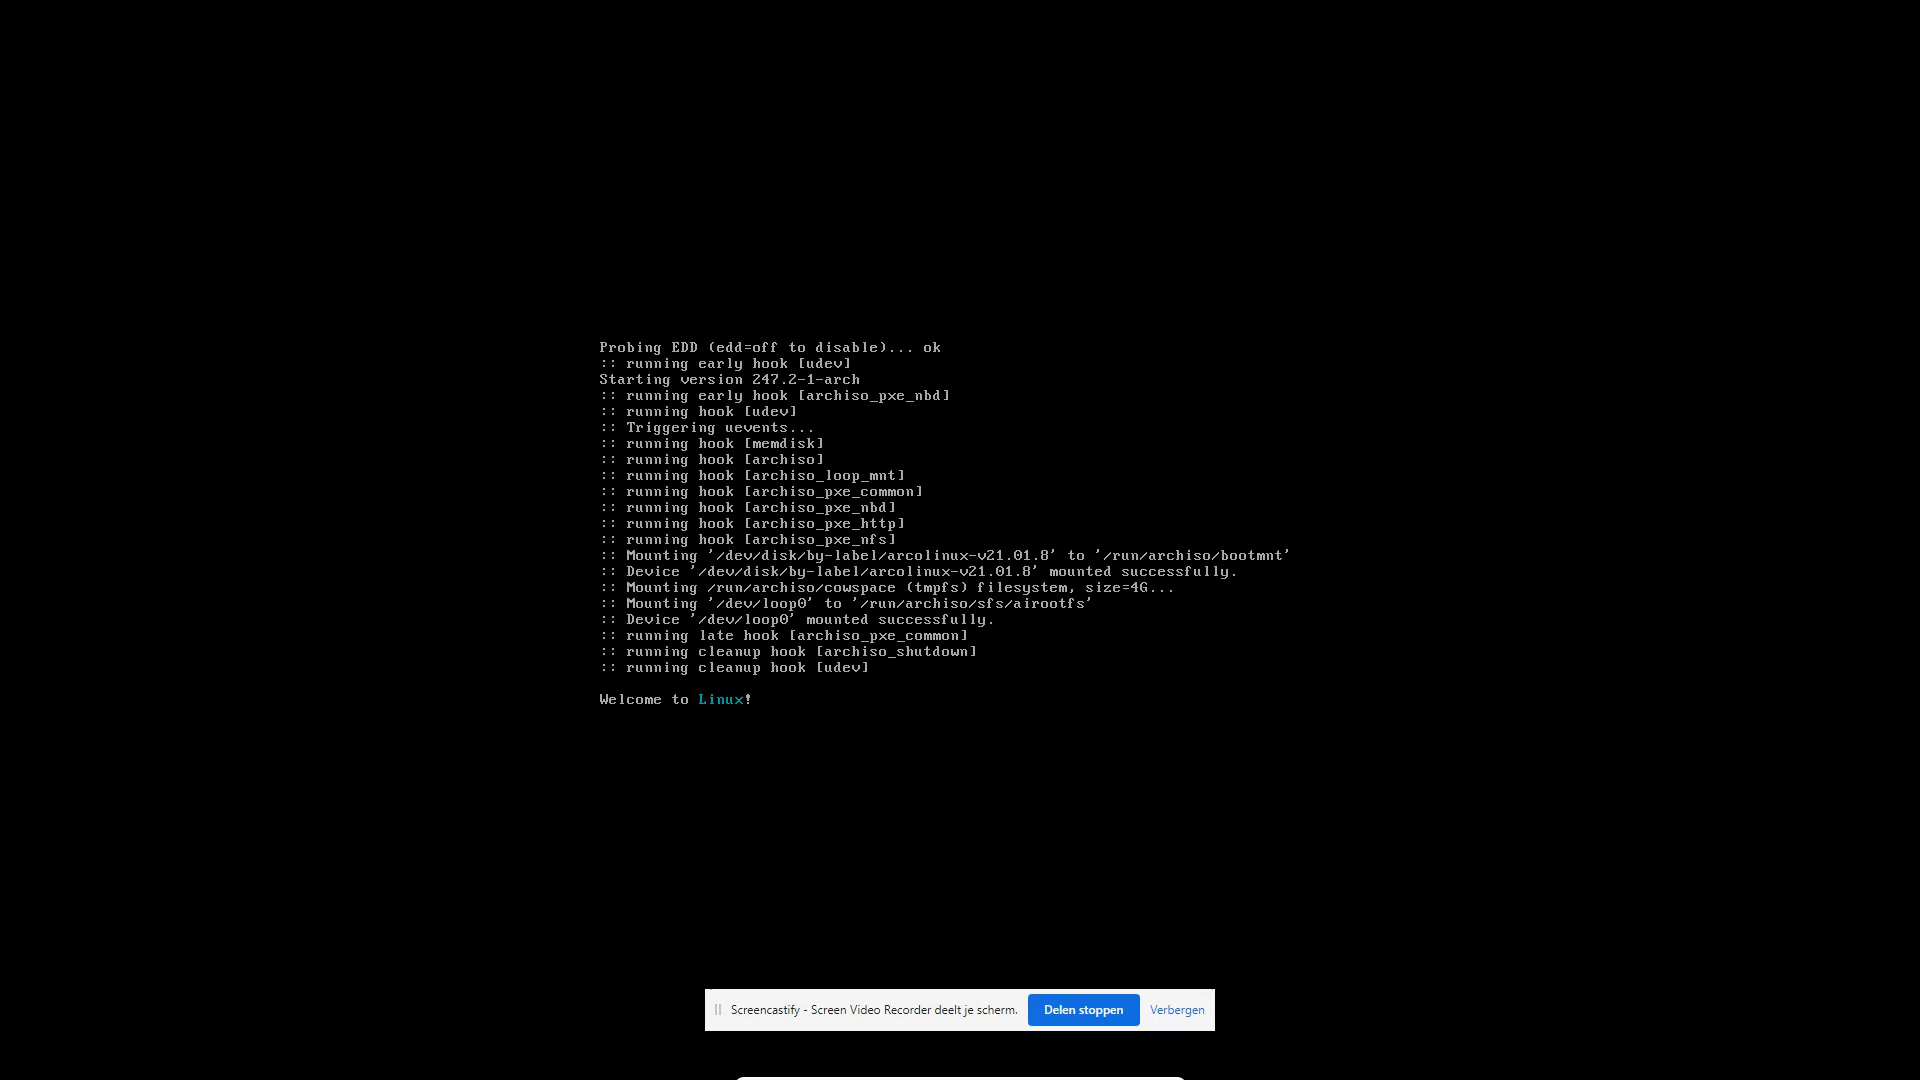 Probing EDD (edd=off to disable)... ok
:: running early hook [udev]
Starting version 247.2-1-arch
:: running early hook [archiso_pxe_nbd]
:: running hook [udev]
:: Triggering uevents...
:: running hook [memdisk]
:: running hook [archiso]
:: running hook [archiso_loop_mnt]
:: running hook [archiso_pxe_common]
:: running hook [archiso_pxe_nbd]
:: running hook [archiso_pxe_http]
:: running hook [archiso_pxe_nfs]
:: Mounting '/dev/disk/by-label/arcolinux-v21.01.8' to '/run/archiso/bootmnt'
:: Device '/dev/disk/by-label/arcolinux-v21.01.8' mounted successfully.
:: Mounting /run/archiso/cowspace (tmpfs) filesystem, size=4G...
:: Mounting '/dev/loop0' to '/run/archiso/sfs/airootfs'
:: Device '/dev/loop0' mounted successfully.
:: running late hook [archiso_pxe_common]
:: running cleanup hook [archiso_shutdown]
:: running cleanup hook [udev]
Welcome to Linux!
Screencastify - Screen Video Recorder deelt je scherm. Delen stoppen Verbergen